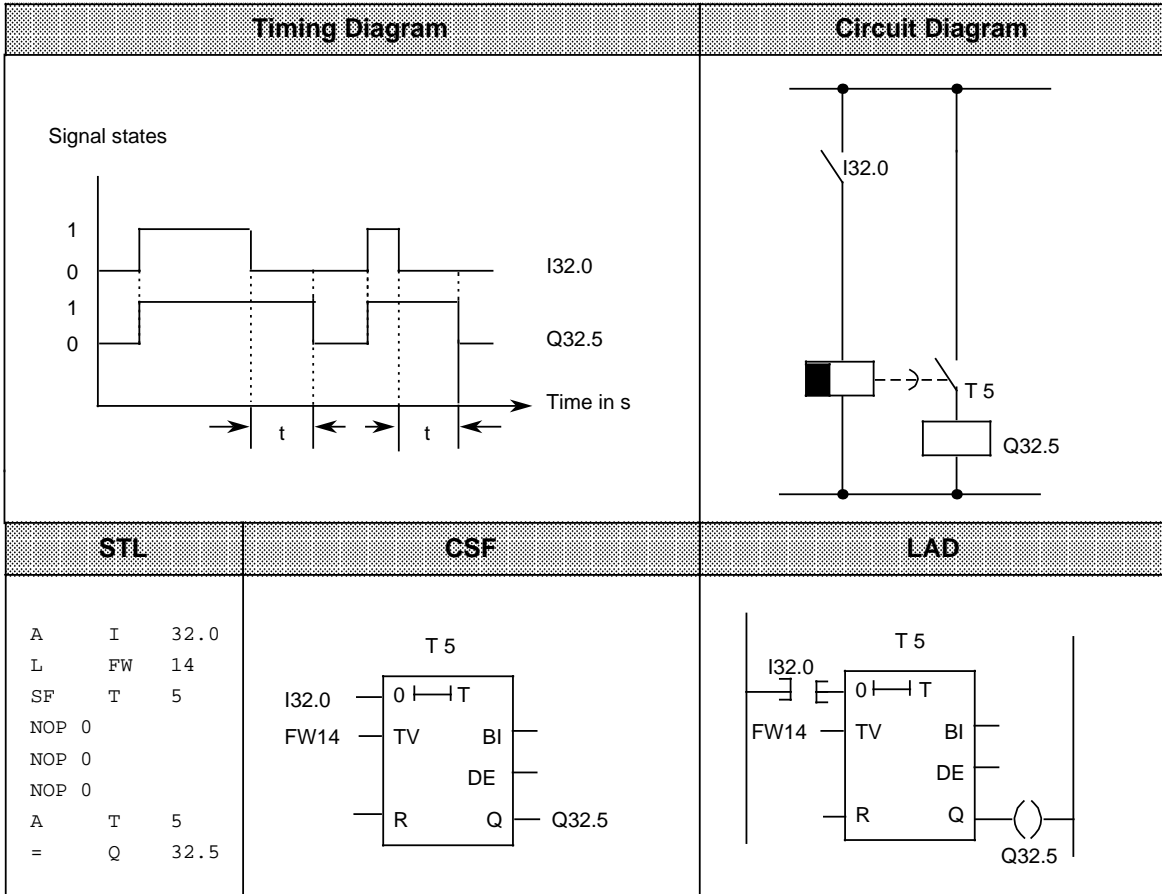 Timing Diagram
Circuit Diagram
Signal states
1
0
I32.0
1
0
Q32.5
Time in s
t
t
I32.0
T 5
Q32.5
STL
CSF
LAD
A I 32.0
L FW 14
SF T 5
NOP 0
NOP 0
NOP 0
A T 5
= Q 32.5
T 5
I32.0
0 T
FW14
TV
BI
DE
R
Q
Q32.5
T 5
I32.0
0 T
FW14
TV
BI
DE
R
Q
Q32.5